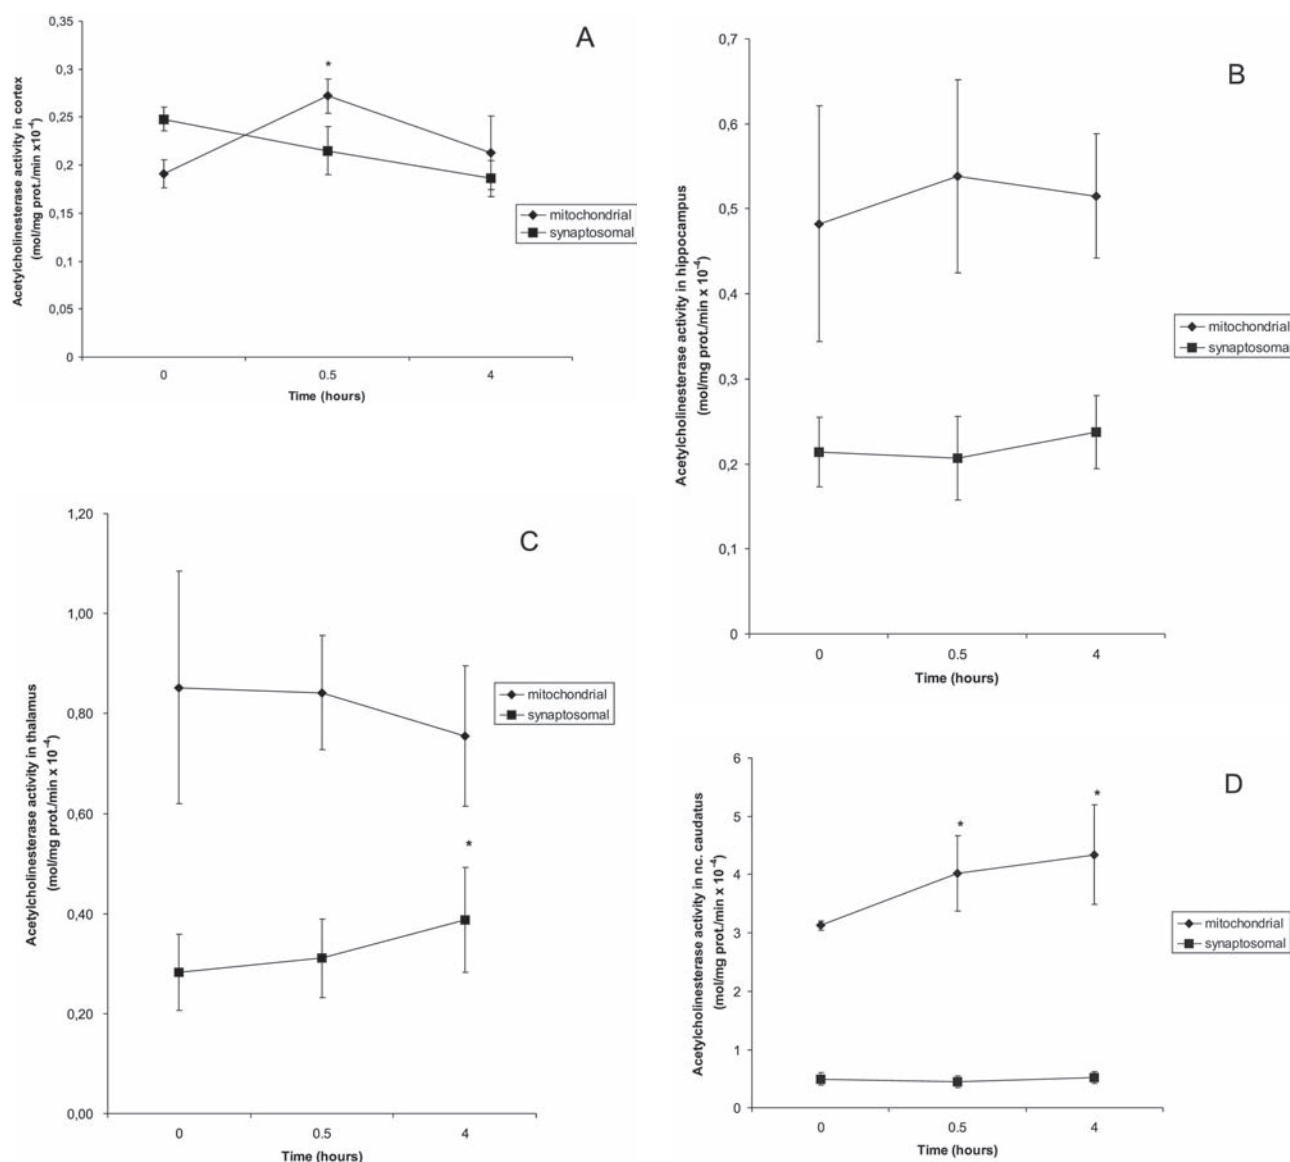 A
Acetylcholinesterase activity in cortex
(mol/mg prot./min x10⁻⁴)
0,35
0,3
0,25
0,2
0,15
0,1
0,05
0
*
0 0.5 4
Time (hours)
mitochondrial
synaptosomal
B
Acetylcholinesterase activity in hippocampus
(mol/mg prot./min x 10⁻⁴)
0,7
0,6
0,5
0,4
0,3
0,2
0,1
0
0 0.5 4
Time (hours)
mitochondrial
synaptosomal
C
Acetylcholinesterase activity in thalamus
(mol/mg prot./min x 10⁻⁴)
1,20
1,00
0,80
0,60
0,40
0,20
0,00
*
0 0.5 4
Time (hours)
mitochondrial
synaptosomal
D
Acetylcholinesterase activity in nc. caudatus
(mol/mg prot./min x 10⁻⁴)
6
5
4
3
2
1
0
* *
0 0.5 4
Time (hours)
mitochondrial
synaptosomal